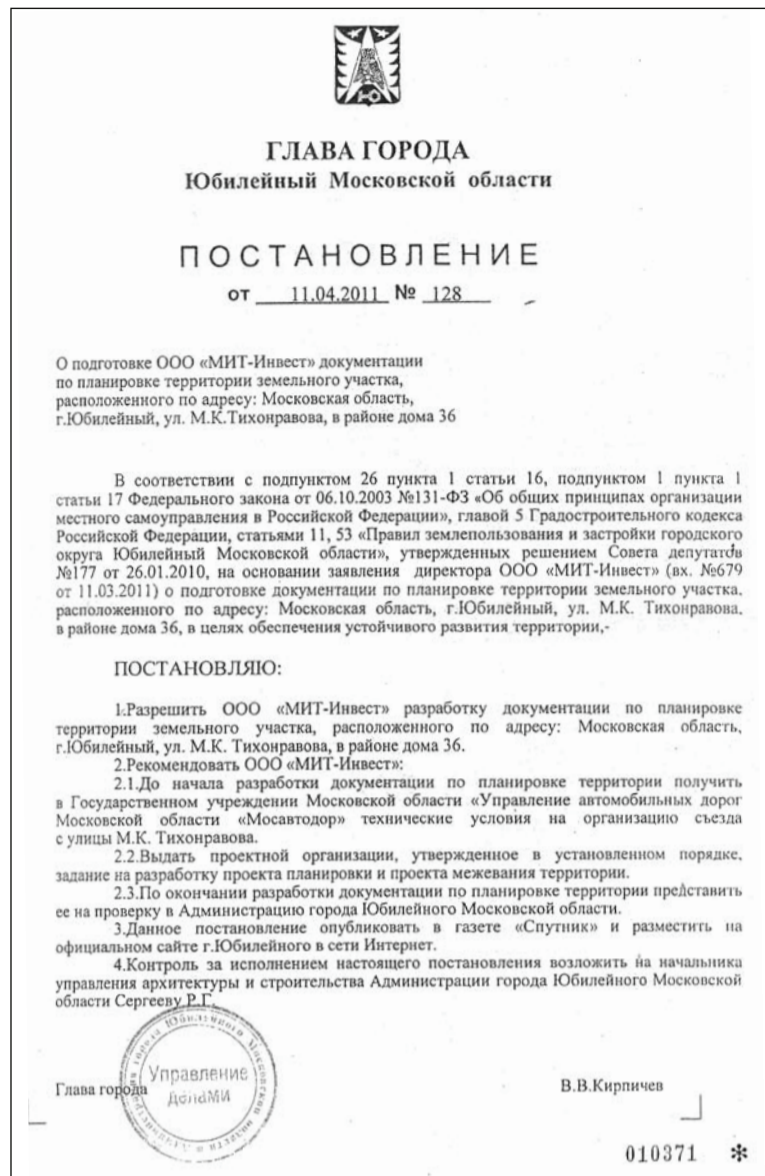 Ю
ГЛАВА ГОРОДА
Юбилейный Московской области
ПОСТАНОВЛЕНИЕ
от 11.04.2011 № 128
О подготовке ООО «МИТ-Инвест» документации
по планировке территории земельного участка,
расположенного по адресу: Московская область,
г.Юбилейный, ул. М.К.Тихонравова, в районе дома 36
В соответствии с подпунктом 26 пункта 1 статьи 16, подпунктом 1 пункта 1
статьи 17 Федерального закона от 06.10.2003 №131-ФЗ «Об общих принципах организации
местного самоуправления в Российской Федерации», главой 5 Градостроительного кодекса
Российской Федерации, статьями 11, 53 «Правил землепользования и застройки городского
округа Юбилейный Московской области», утвержденных решением Совета депутатов
№177 от 26.01.2010, на основании заявления директора ООО «МИТ-Инвест» (вх. №679
от 11.03.2011) о подготовке документации по планировке территории земельного участка,
расположенного по адресу: Московская область, г.Юбилейный, ул. М.К. Тихонравова,
в районе дома 36, в целях обеспечения устойчивого развития территории,-
ПОСТАНОВЛЯЮ:
1.Разрешить ООО «МИТ-Инвест» разработку документации по планировке
территории земельного участка, расположенного по адресу: Московская область,
г.Юбилейный, ул. М.К. Тихонравова, в районе дома 36.
2.Рекомендовать ООО «МИТ-Инвест»:
2.1.До начала разработки документации по планировке территории получить
в Государственном учреждении Московской области «Управление автомобильных дорог
Московской области «Мосавтодор» технические условия на организацию съезда
с улицы М.К. Тихонравова.
2.2.Выдать проектной организации, утвержденное в установленном порядке,
задание на разработку проекта планировки и проекта межевания территории.
2.3.По окончании разработки документации по планировке территории представить
ее на проверку в Администрацию города Юбилейного Московской области.
3.Данное постановление опубликовать в газете «Спутник» и разместить на
официальном сайте г.Юбилейного в сети Интернет.
4.Контроль за исполнением настоящего постановления возложить на начальника
управления архитектуры и строительства Администрации города Юбилейного Московской
области Сергееву Р.Г.
Администрация города Юбилейного Московской области
Управление
делами
Глава города
В.В.Кирпичев
010371 *